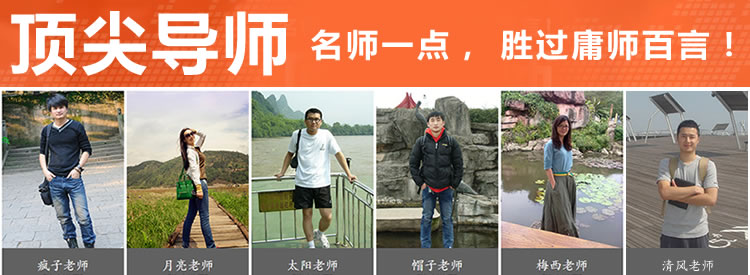 顶尖导师 名师一点，胜过庸师百言！
疯子老师
月亮老师
太阳老师
帽子老师
梅西老师
清风老师